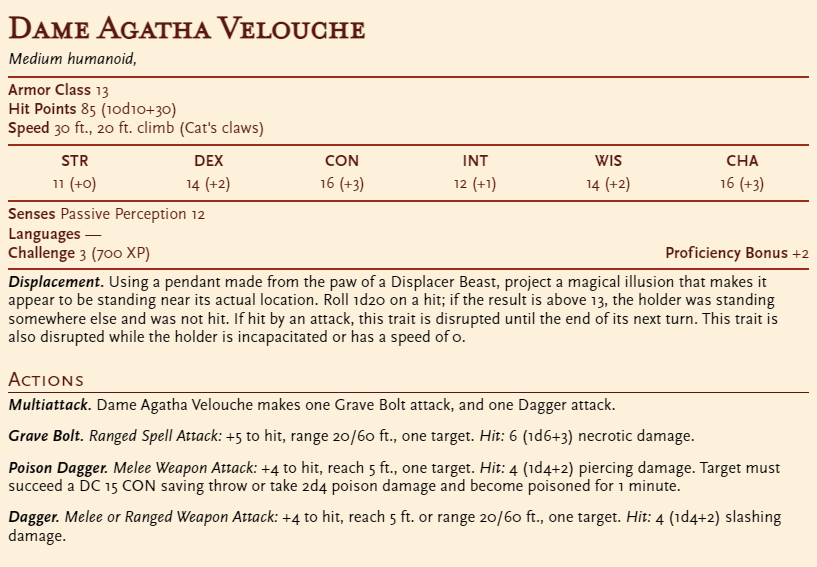 Dame Agatha Velouche
Medium humanoid,
Armor Class 13
Hit Points 85 (10d10+30)
Speed 30 ft., 20 ft. climb (Cat's claws)
STR DEX CON INT WIS CHA
11 (+0) 14 (+2) 16 (+3) 12 (+1) 14 (+2) 16 (+3)
Senses Passive Perception 12
Languages —
Challenge 3 (700 XP) Proficiency Bonus +2
Displacement. Using a pendant made from the paw of a Displacer Beast, project a magical illusion that makes it
appear to be standing near its actual location. Roll 1d20 on a hit; if the result is above 13, the holder was standing
somewhere else and was not hit. If hit by an attack, this trait is disrupted until the end of its next turn. This trait is
also disrupted while the holder is incapacitated or has a speed of 0.
Actions
Multiattack. Dame Agatha Velouche makes one Grave Bolt attack, and one Dagger attack.
Grave Bolt. Ranged Spell Attack: +5 to hit, range 20/60 ft., one target. Hit: 6 (1d6+3) necrotic damage.
Poison Dagger. Melee Weapon Attack: +4 to hit, reach 5 ft., one target. Hit: 4 (1d4+2) piercing damage. Target must
succeed a DC 15 CON saving throw or take 2d4 poison damage and become poisoned for 1 minute.
Dagger. Melee or Ranged Weapon Attack: +4 to hit, reach 5 ft. or range 20/60 ft., one target. Hit: 4 (1d4+2) slashing
damage.